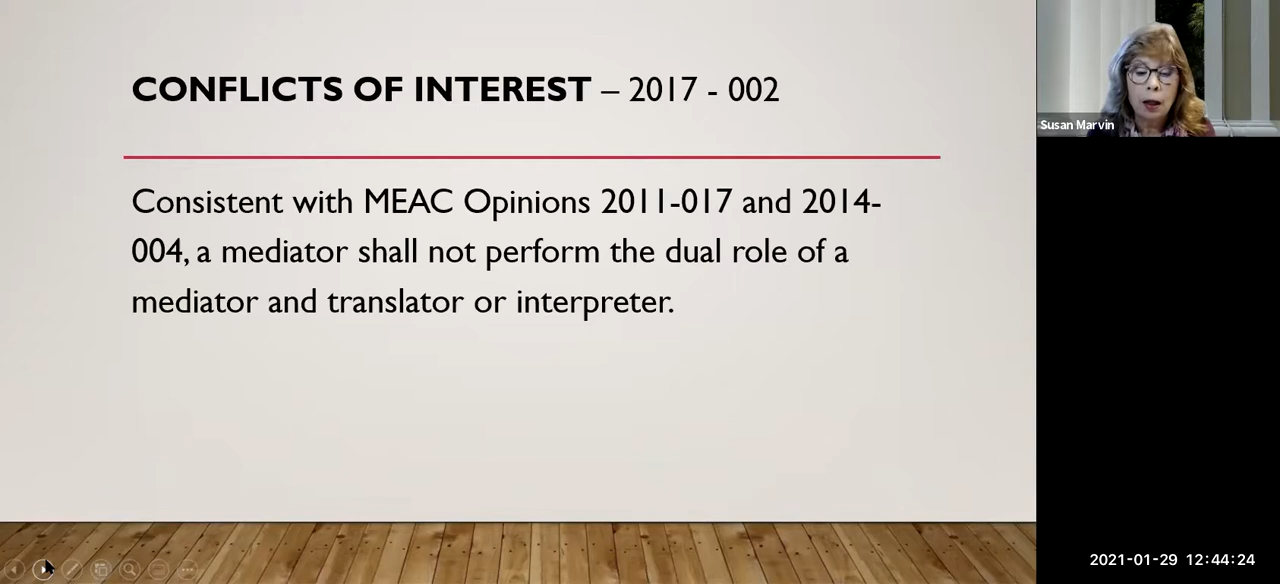 CONFLICTS OF INTEREST – 2017 - 002
Consistent with MEAC Opinions 2011-017 and 2014-
004, a mediator shall not perform the dual role of a
mediator and translator or interpreter.
Susan Marvin
2021-01-29 12:44:24